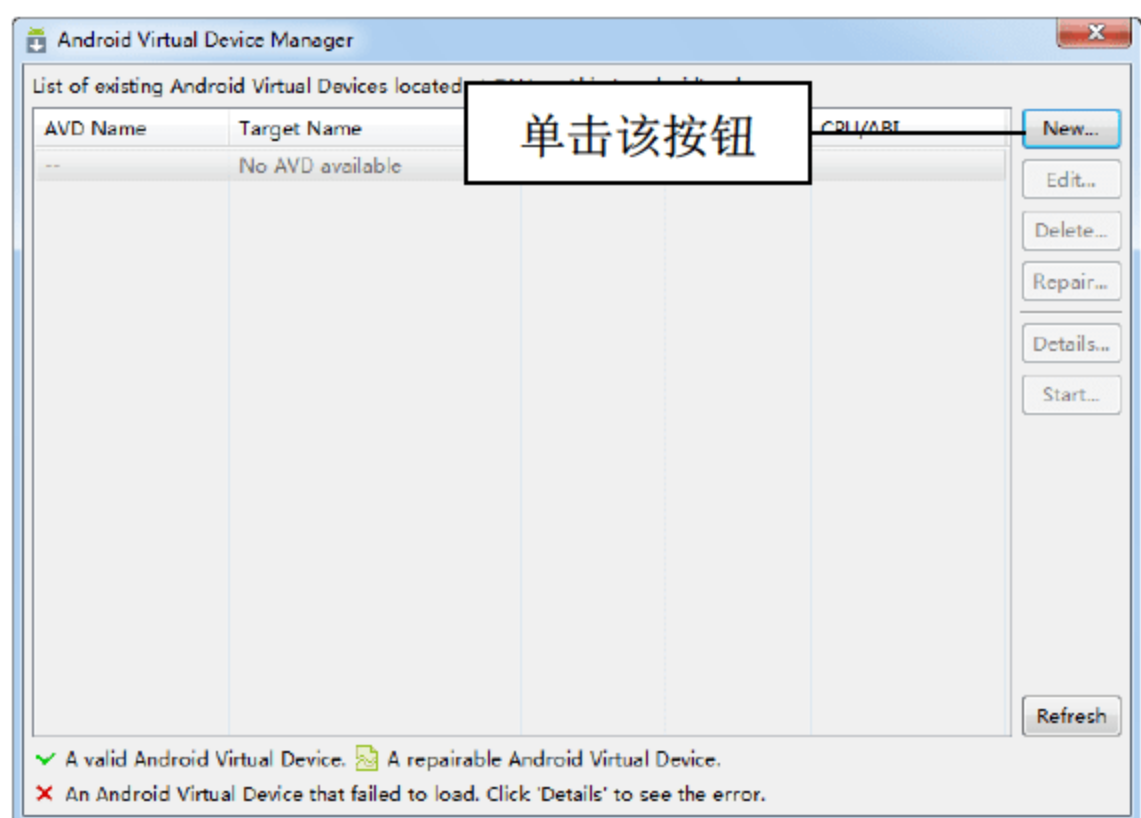 Android Virtual Device Manager
List of existing Android Virtual Devices located
AVD Name Target Name CPU/ABI
单击该按钮
-- No AVD available
New...
Edit...
Delete...
Repair...
Details...
Start...
Refresh
A valid Android Virtual Device. A repairable Android Virtual Device.
An Android Virtual Device that failed to load. Click 'Details' to see the error.